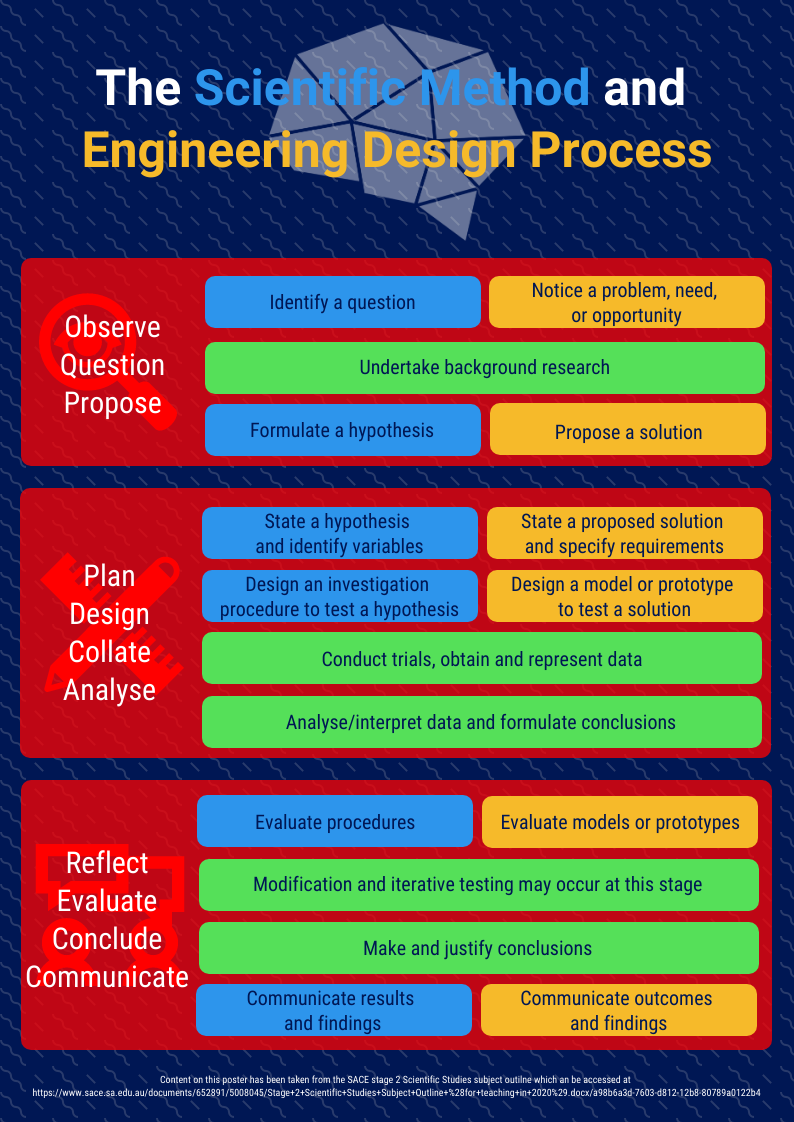 The Scientific Method and
Engineering Design Process
Observe
Question
Propose
Identify a question
Notice a problem, need,
or opportunity
Undertake background research
Formulate a hypothesis
Propose a solution
Plan
Design
Collate
Analyse
State a hypothesis
and identify variables
State a proposed solution
and specify requirements
Design an investigation
procedure to test a hypothesis
Design a model or prototype
to test a solution
Conduct trials, obtain and represent data
Analyse/interpret data and formulate conclusions
Reflect
Evaluate
Conclude
Communicate
Evaluate procedures
Evaluate models or prototypes
Modification and iterative testing may occur at this stage
Make and justify conclusions
Communicate results
and findings
Communicate outcomes
and findings
Content on this poster has been taken from the SACE stage 2 Scientific Studies subject outilne which an be accessed at
https://www.sace.sa.edu.au/documents/652891/5008045/Stage+2+Scientific+Studies+Subject+Outline+%28for+teaching+in+2020%29.docx/a98b6a3d-7603-d812-12b8-80789a0122b4